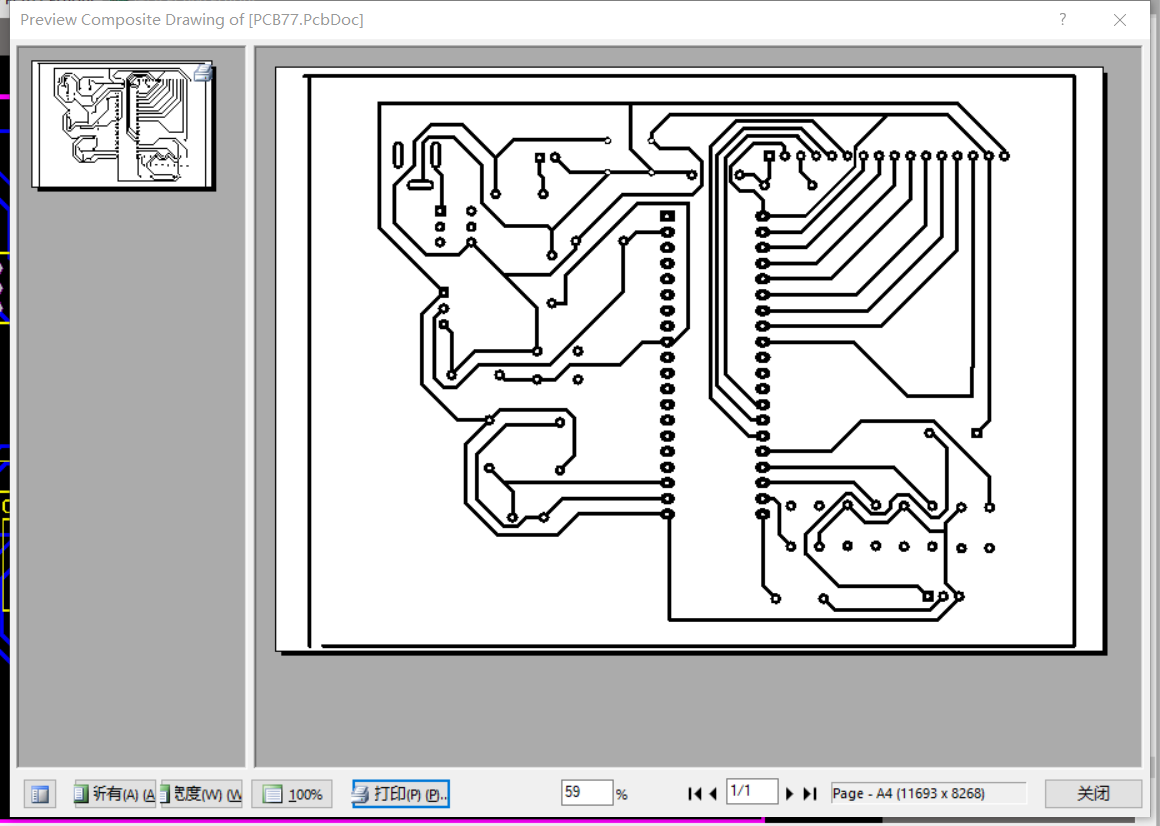 Preview Composite Drawing of [PCB77.PcbDoc]
?
所有(A) (A
宽度(W) (W
100%
打印(P) (P)..
59
%
1/1
Page - A4 (11693 x 8268)
关闭